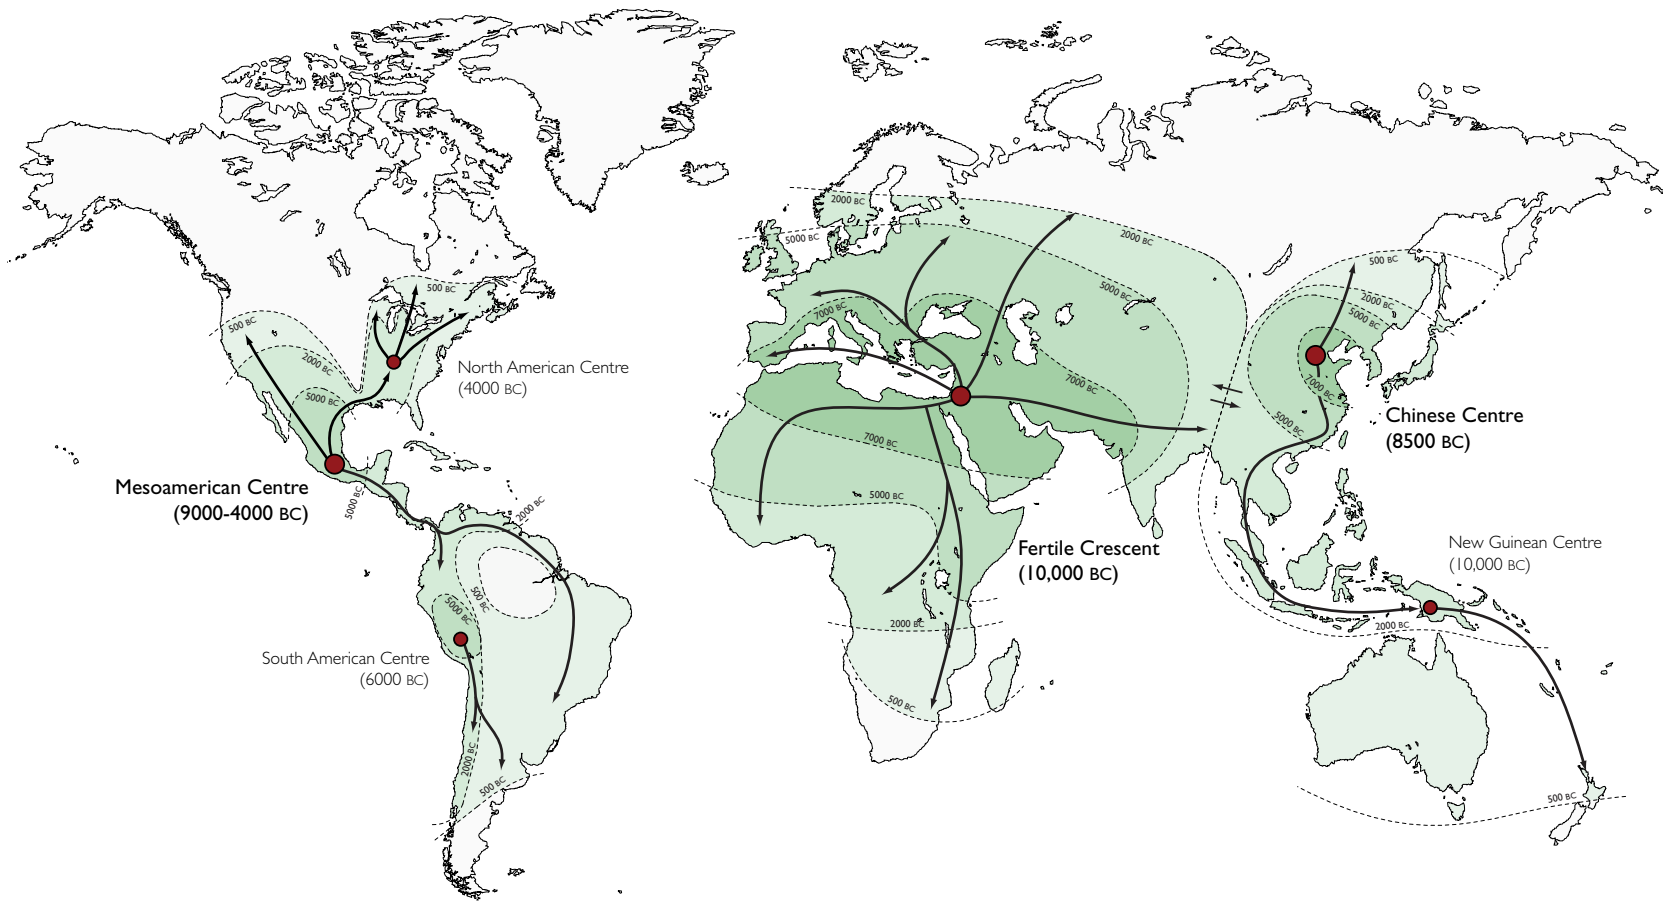 2000 BC
5000 BC
2000 BC
500 BC
500 BC
5000 BC
2000 BC
5000 BC
7000 BC
500 BC
2000 BC
North American Centre
(4000 BC)
5000 BC
7000 BC
7000 BC
Chinese Centre
(8500 BC)
5000 BC
7000 BC
Mesoamerican Centre
(9000-4000 BC)
5000 BC
5000 BC
2000 BC
Fertile Crescent
(10,000 BC)
New Guinean Centre
(10,000 BC)
500 BC
5000 BC
2000 BC
2000 BC
South American Centre
(6000 BC)
500 BC
2000 BC
500 BC
500 BC